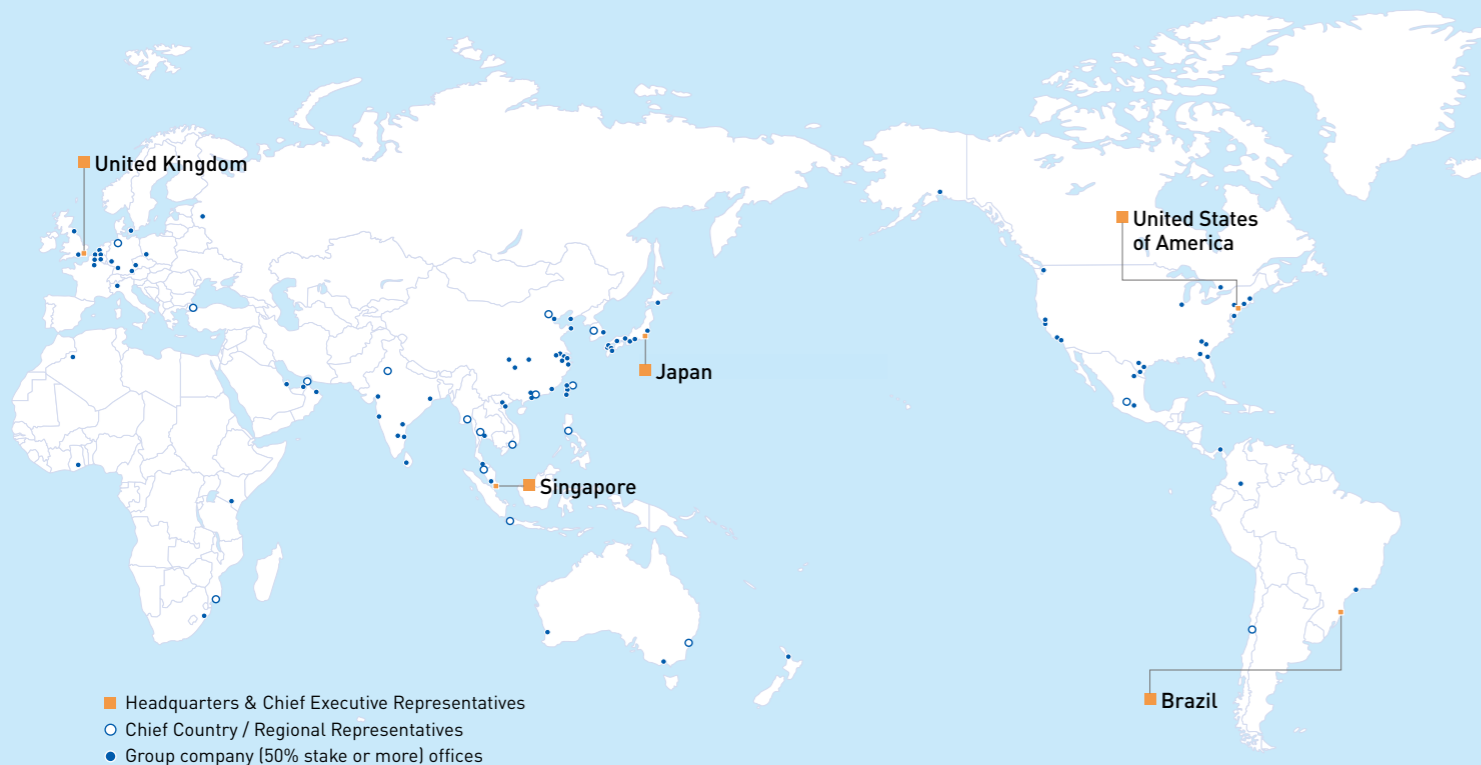 United Kingdom
United States
of America
Japan
Singapore
Brazil
Headquarters & Chief Executive Representatives
Chief Country / Regional Representatives
Group company (50% stake or more) offices